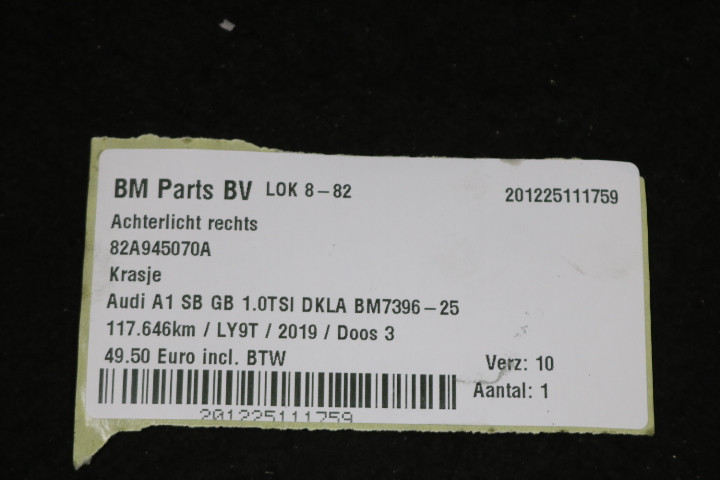 BM Parts BV LOK 8-82 201225111759
Achterlicht rechts
82A945070A
Krasje
Audi A1 SB GB 1.0TSI DKLA BM7396-25
117.646km / LY9T / 2019 / Doos 3
49.50 Euro incl. BTW Verz: 10
Aantal: 1
201225111759